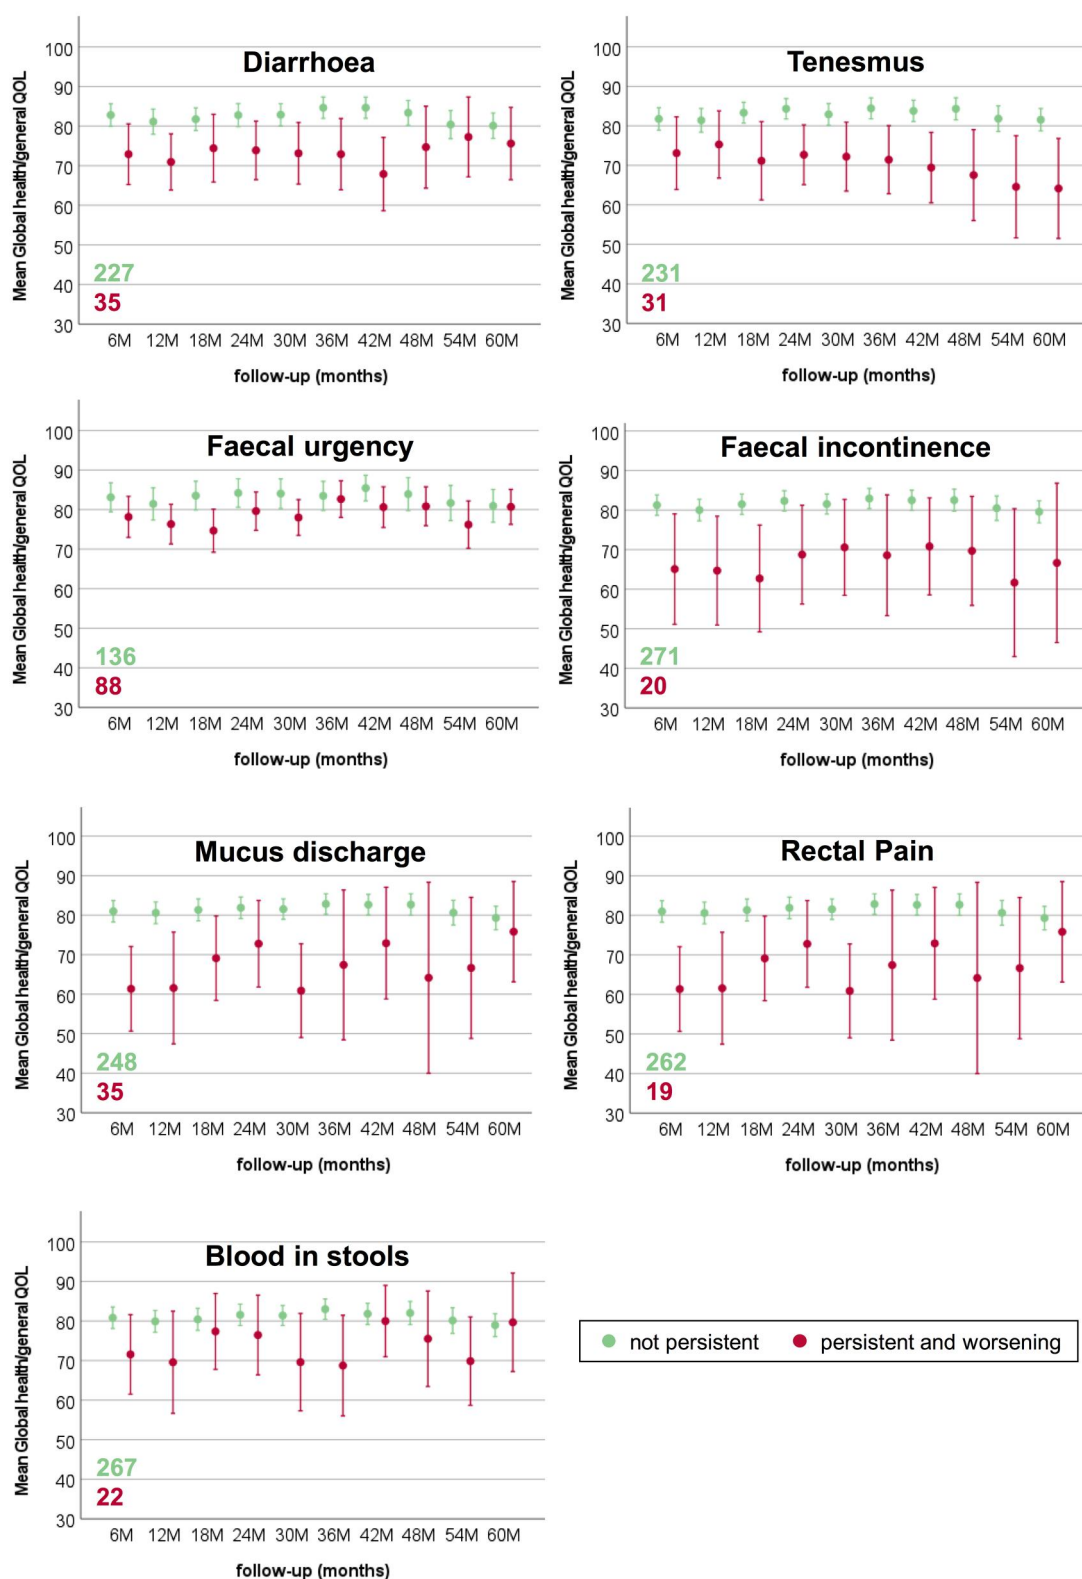 Diarrhoea
Mean Global health/general QOL
100
90
80
70
60
50
40
30
227
35
6M 12M 18M 24M 30M 36M 42M 48M 54M 60M
follow-up (months)
Tenesmus
Mean Global health/general QOL
100
90
80
70
60
50
40
30
231
31
6M 12M 18M 24M 30M 36M 42M 48M 54M 60M
follow-up (months)
Faecal urgency
Mean Global health/general QOL
100
90
80
70
60
50
40
30
136
88
6M 12M 18M 24M 30M 36M 42M 48M 54M 60M
follow-up (months)
Faecal incontinence
Mean Global health/general QOL
100
90
80
70
60
50
40
30
271
20
6M 12M 18M 24M 30M 36M 42M 48M 54M 60M
follow-up (months)
Mucus discharge
Mean Global health/general QOL
100
90
80
70
60
50
40
30
248
35
6M 12M 18M 24M 30M 36M 42M 48M 54M 60M
follow-up (months)
Rectal Pain
Mean Global health/general QOL
100
90
80
70
60
50
40
30
262
19
6M 12M 18M 24M 30M 36M 42M 48M 54M 60M
follow-up (months)
Blood in stools
Mean Global health/general QOL
100
90
80
70
60
50
40
30
267
22
6M 12M 18M 24M 30M 36M 42M 48M 54M 60M
follow-up (months)
not persistent persistent and worsening